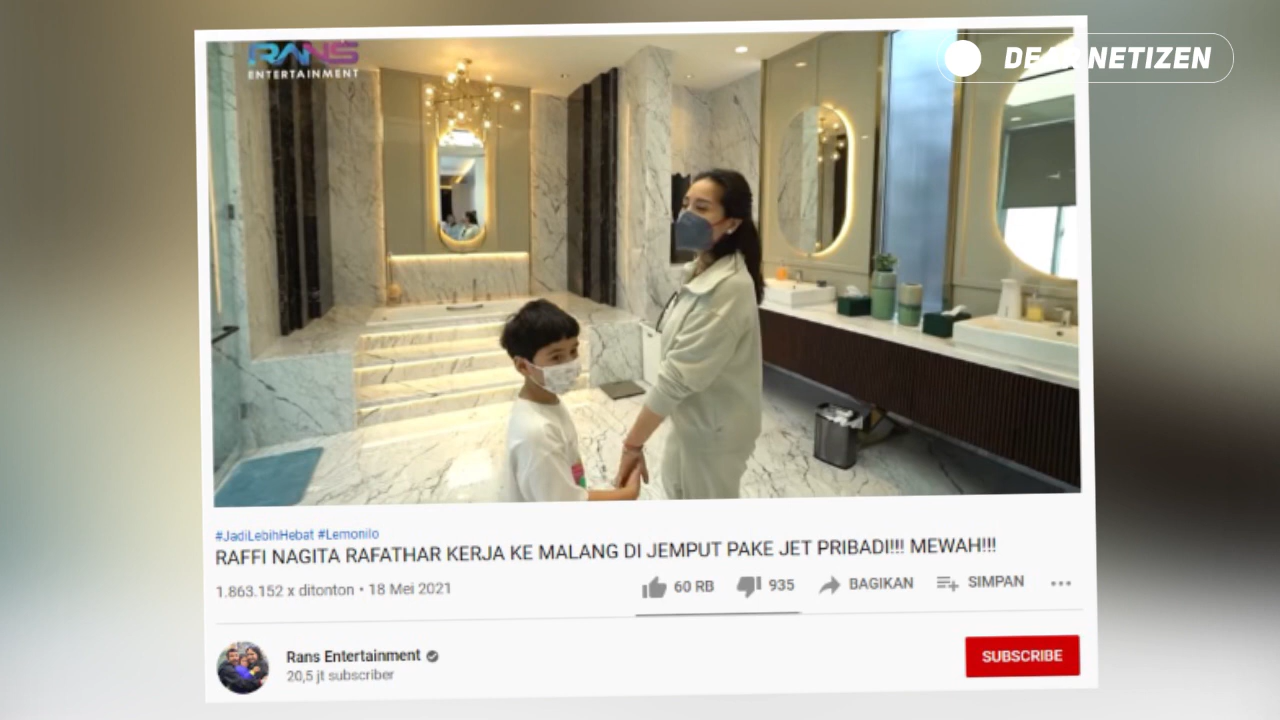 RANS
ENTERTAINMENT
NETIZEN
#JadiLebihHebat #Lemonilo
RAFFI NAGITA RAFATHAR KERJA KE MALANG DI JEMPUT PAKE JET PRIBADI!!! MEWAH!!!
1.863.152 x ditonton • 18 Mei 2021
60 RB
935
BAGIKAN
SIMPAN
Rans Entertainment
20,5 jt subscriber
SUBSCRIBE